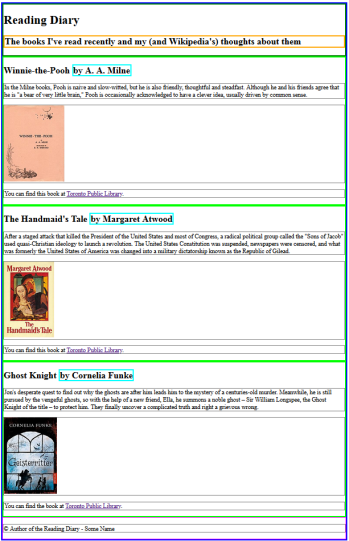 Reading Diary
The books I've read recently and my (and Wikipedia's) thoughts about them
Winnie-the-Pooh by A. A. Milne
In the Milne books, Pooh is naive and slow-witted, but he is also friendly, thoughtful and steadfast. Although he and his friends agree that
he is "a bear of very little brain," Pooh is occasionally acknowledged to have a clever idea, usually driven by common sense.
WINNIE-THE-POOH
You can find this book at Toronto Public Library.
The Handmaid's Tale by Margaret Atwood
After a staged attack that killed the President of the United States and most of Congress, a radical political group called the "Sons of Jacob"
used quasi-Christian ideology to launch a revolution. The United States Constitution was suspended, newspapers were censored, and what
was formerly the United States of America was changed into a military dictatorship known as the Republic of Gilead.
Margaret Atwood
The
Handmaid's Tale
You can find this book at Toronto Public Library.
Ghost Knight by Cornelia Funke
Jon's desperate quest to find out why the ghosts are after him leads him to the mystery of a centuries-old murder. Meanwhile, he is still
pursued by the vengeful ghosts, so with the help of a new friend, Ella, he summons a noble ghost – Sir William Longspee, the Ghost
Knight of the title – to protect him. They finally uncover a complicated truth and right a grievous wrong.
CORNELIA FUNKE
Geisterritter
You can find the book at Toronto Public Library.
© Author of the Reading Diary - Some Name